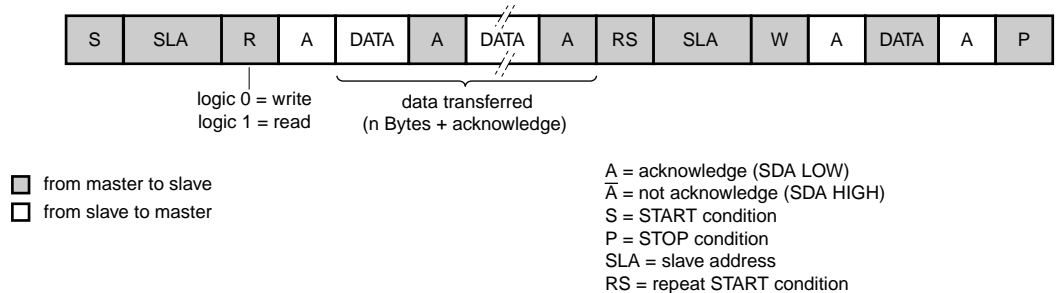 S SLA R A DATA A DATA A RS SLA W A DATA A P
logic 0 = write
logic 1 = read
data transferred
(n Bytes + acknowledge)
from master to slave
from slave to master
A = acknowledge (SDA LOW)
A̅ = not acknowledge (SDA HIGH)
S = START condition
P = STOP condition
SLA = slave address
RS = repeat START condition